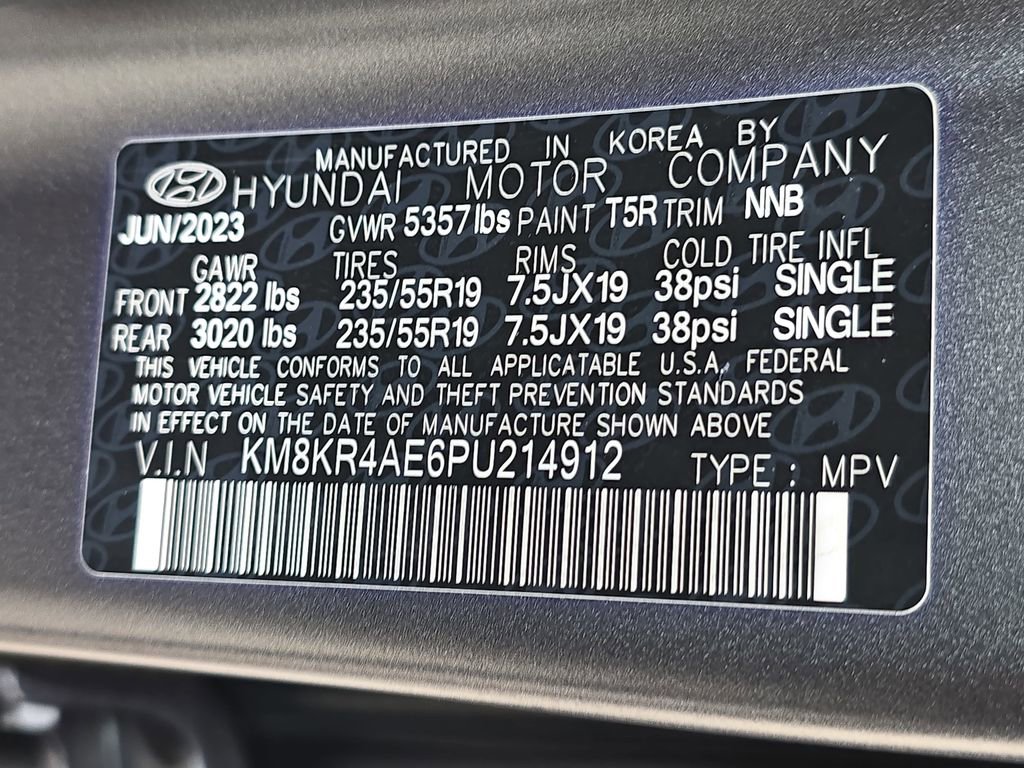 MANUFACTURED IN KOREA BY
HYUNDAI MOTOR COMPANY
JUN/2023 GVWR 5357lbs PAINT T5R TRIM NNB
GAWR TIRES RIMS COLD TIRE INFL
FRONT 2822 lbs 235/55R19 7.5JX19 38psi SINGLE
REAR 3020 lbs 235/55R19 7.5JX19 38psi SINGLE
THIS VEHICLE CONFORMS TO ALL APPLICATABLE U.S.A, FEDERAL
MOTOR VEHICLE SAFETY AND THEFT PREVENTION STANDARDS
IN EFFECT ON THE DATE OF MANUFACTURE SHOWN ABOVE
V.I.N KM8KR4AE6PU214912 TYPE : MPV